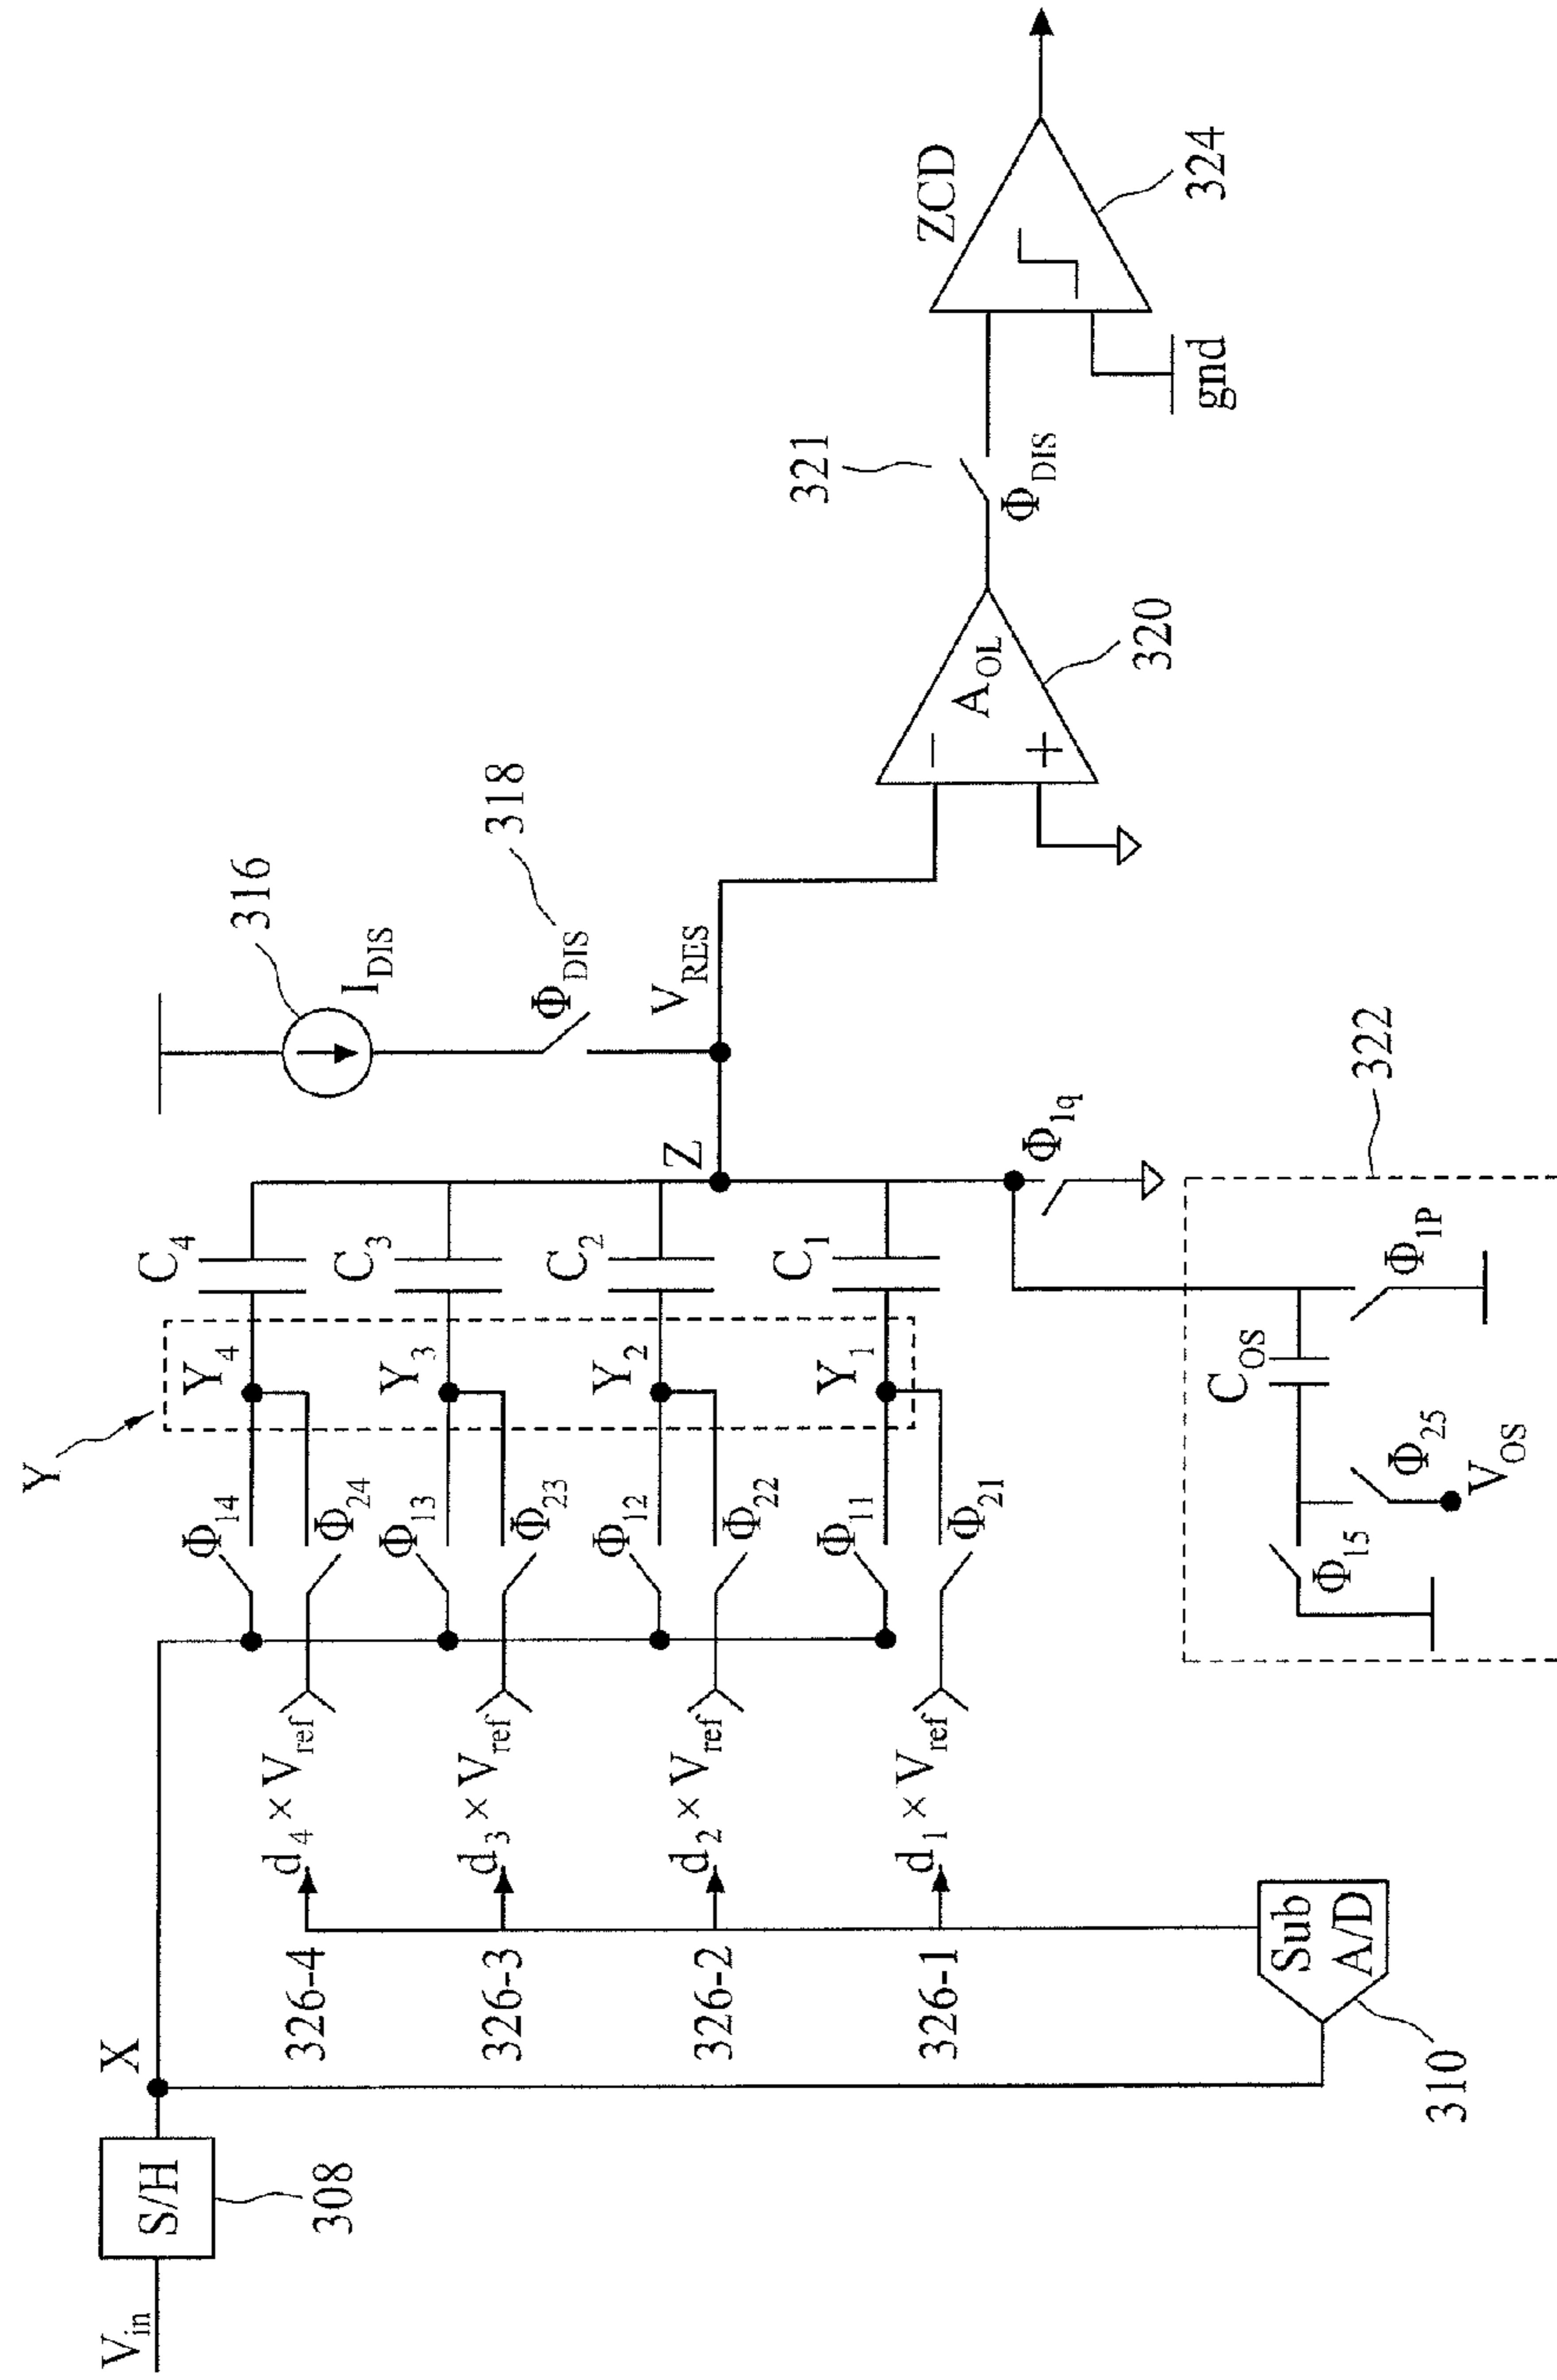 V_in
S/H
308
X
Y
326-4
d_4 × V_ref
Φ_14
Φ_24
Y_4
C_4
326-3
d_3 × V_ref
Φ_13
Φ_23
Y_3
C_3
326-2
d_2 × V_ref
Φ_12
Φ_22
Y_2
C_2
326-1
d_1 × V_ref
Φ_11
Φ_21
Y_1
C_1
Sub
A/D
310
Z
316
I_DIS
318
Φ_DIS
V_RES
Φ_1q
322
C_OS
Φ_15
Φ_25
V_OS
Φ_1P
−
+
A_OL
320
321
Φ_DIS
ZCD
324
gnd